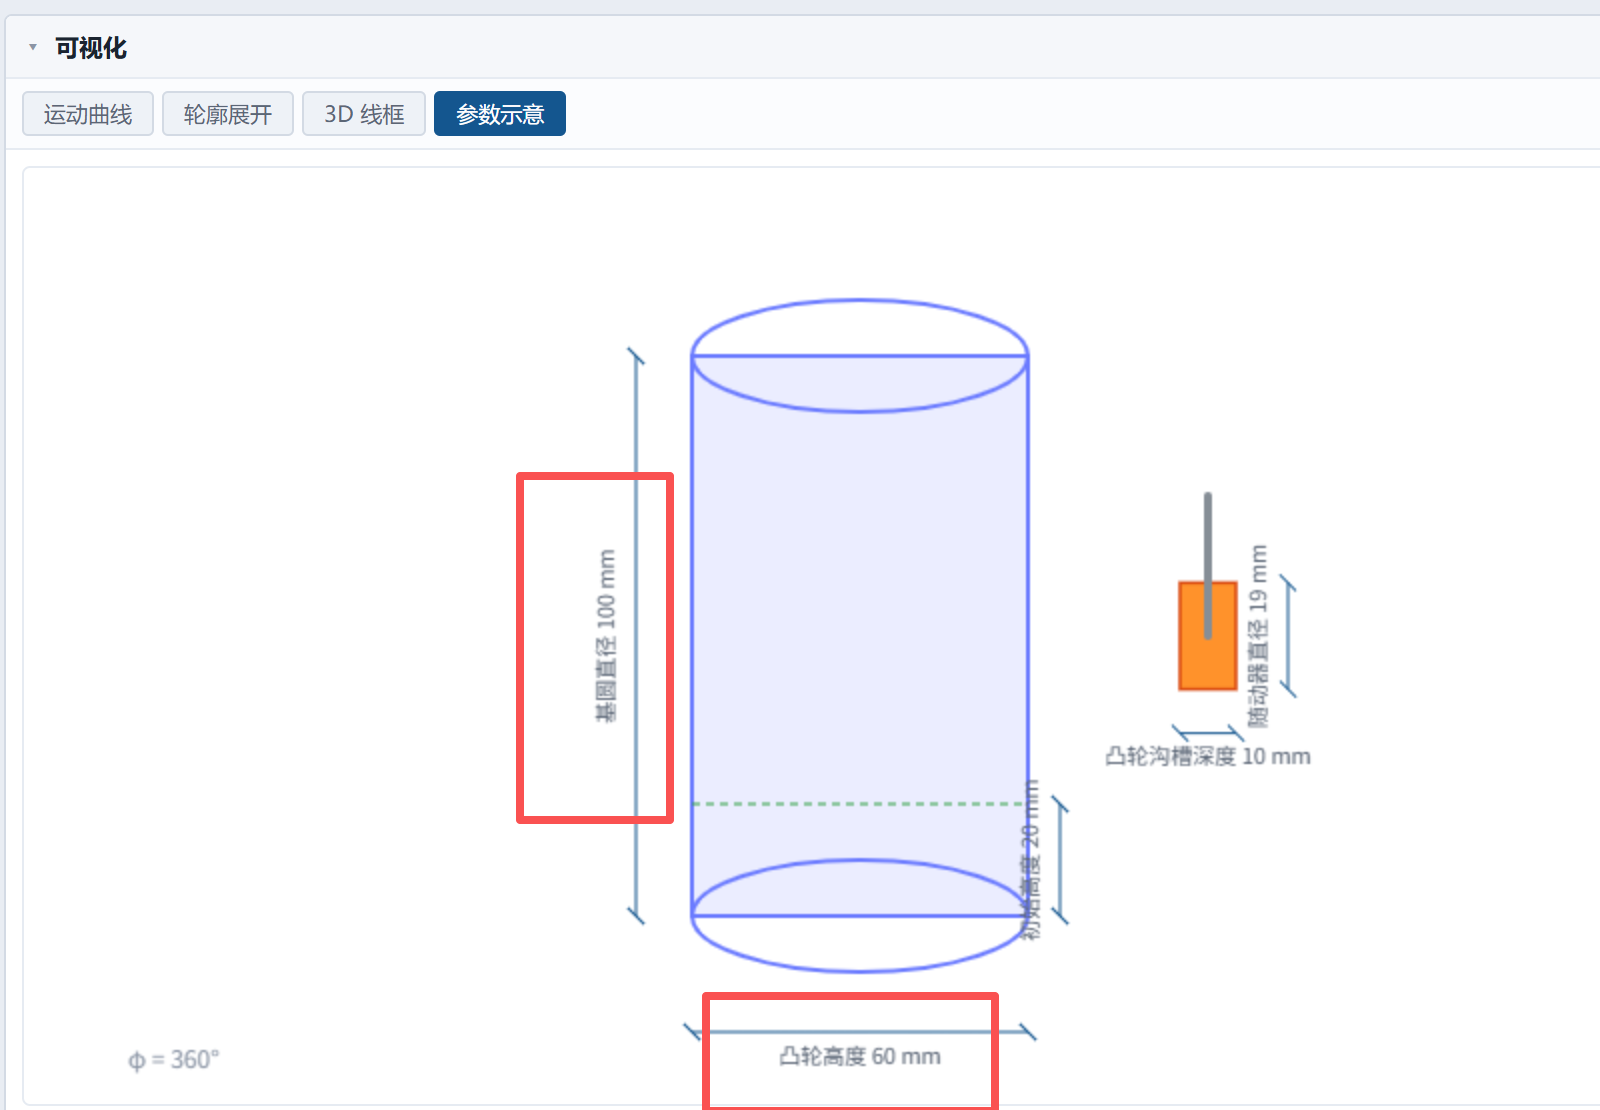 可视化
运动曲线
轮廓展开
3D 线框
参数示意
基圆直径 100 mm
随动器直径 19 mm
凸轮沟槽深度 10 mm
初始高度 20 mm
凸轮高度 60 mm
ϕ = 360°